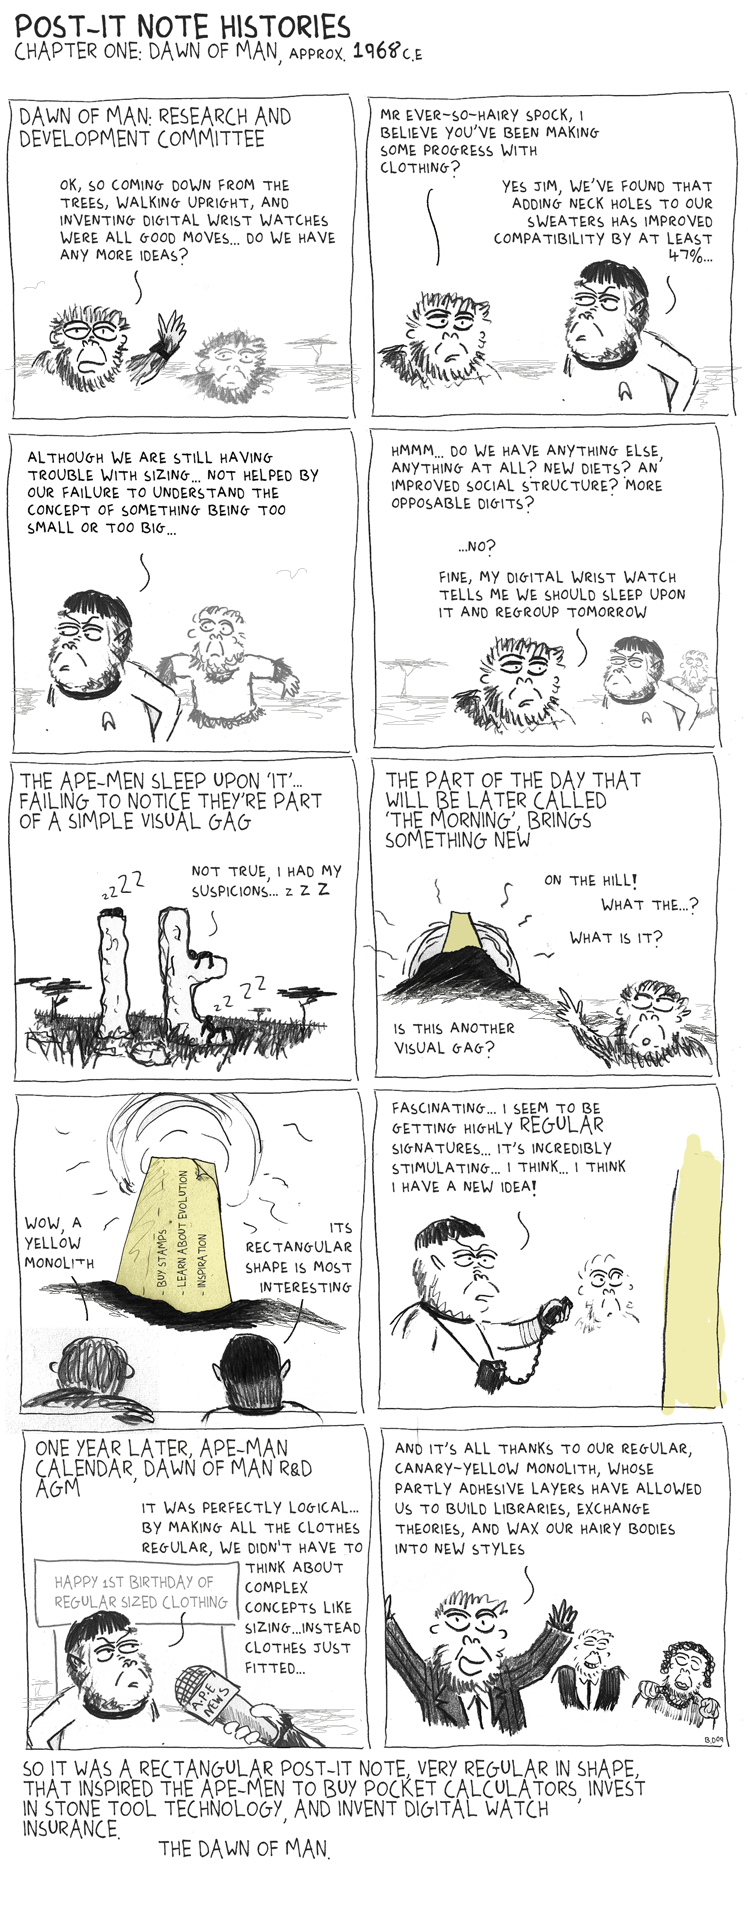 POST-IT NOTE HISTORIES
CHAPTER ONE: DAWN OF MAN, APPROX. 1968 C.E
DAWN OF MAN: RESEARCH AND
DEVELOPMENT COMMITTEE
OK, SO COMING DOWN FROM THE
TREES, WALKING UPRIGHT, AND
INVENTING DIGITAL WRIST WATCHES
WERE ALL GOOD MOVES... DO WE HAVE
ANY MORE IDEAS?
MR EVER-SO-HAIRY SPOCK, I
BELIEVE YOU'VE BEEN MAKING
SOME PROGRESS WITH
CLOTHING?
YES JIM, WE'VE FOUND THAT
ADDING NECK HOLES TO OUR
SWEATERS HAS IMPROVED
COMPATIBILITY BY AT LEAST
47%...
ALTHOUGH WE ARE STILL HAVING
TROUBLE WITH SIZING... NOT HELPED BY
OUR FAILURE TO UNDERSTAND THE
CONCEPT OF SOMETHING BEING TOO
SMALL OR TOO BIG...
HMMM... DO WE HAVE ANYTHING ELSE,
ANYTHING AT ALL? NEW DIETS? AN
IMPROVED SOCIAL STRUCTURE? MORE
OPPOSABLE DIGITS?
...NO?
FINE, MY DIGITAL WRIST WATCH
TELLS ME WE SHOULD SLEEP UPON
IT AND REGROUP TOMORROW
THE APE-MEN SLEEP UPON 'IT'...
FAILING TO NOTICE THEY'RE PART
OF A SIMPLE VISUAL GAG
zzZZ
NOT TRUE, I HAD MY
SUSPICIONS... z z Z
IT
zzZZ
THE PART OF THE DAY THAT
WILL BE LATER CALLED
'THE MORNING', BRINGS
SOMETHING NEW
ON THE HILL!
WHAT THE...?
WHAT IS IT?
IS THIS ANOTHER
VISUAL GAG?
WOW, A
YELLOW
MONOLITH
- BUY STAMPS
- LEARN ABOUT EVOLUTION
- INSPIRATION
ITS
RECTANGULAR
SHAPE IS MOST
INTERESTING
FASCINATING... I SEEM TO BE
GETTING HIGHLY REGULAR
SIGNATURES... IT'S INCREDIBLY
STIMULATING... I THINK... I THINK
I HAVE A NEW IDEA!
ONE YEAR LATER, APE-MAN
CALENDAR, DAWN OF MAN R&D
AGM
IT WAS PERFECTLY LOGICAL...
BY MAKING ALL THE CLOTHES
REGULAR, WE DIDN'T HAVE TO
THINK ABOUT
COMPLEX
CONCEPTS LIKE
SIZING...INSTEAD
CLOTHES JUST
FITTED...
HAPPY 1ST BIRTHDAY OF
REGULAR SIZED CLOTHING
A.P.E
NEWS
AND IT'S ALL THANKS TO OUR REGULAR,
CANARY-YELLOW MONOLITH, WHOSE
PARTLY ADHESIVE LAYERS HAVE ALLOWED
US TO BUILD LIBRARIES, EXCHANGE
THEORIES, AND WAX OUR HAIRY BODIES
INTO NEW STYLES
SO IT WAS A RECTANGULAR POST-IT NOTE, VERY REGULAR IN SHAPE,
THAT INSPIRED THE APE-MEN TO BUY POCKET CALCULATORS, INVEST
IN STONE TOOL TECHNOLOGY, AND INVENT DIGITAL WATCH
INSURANCE.
THE DAWN OF MAN.